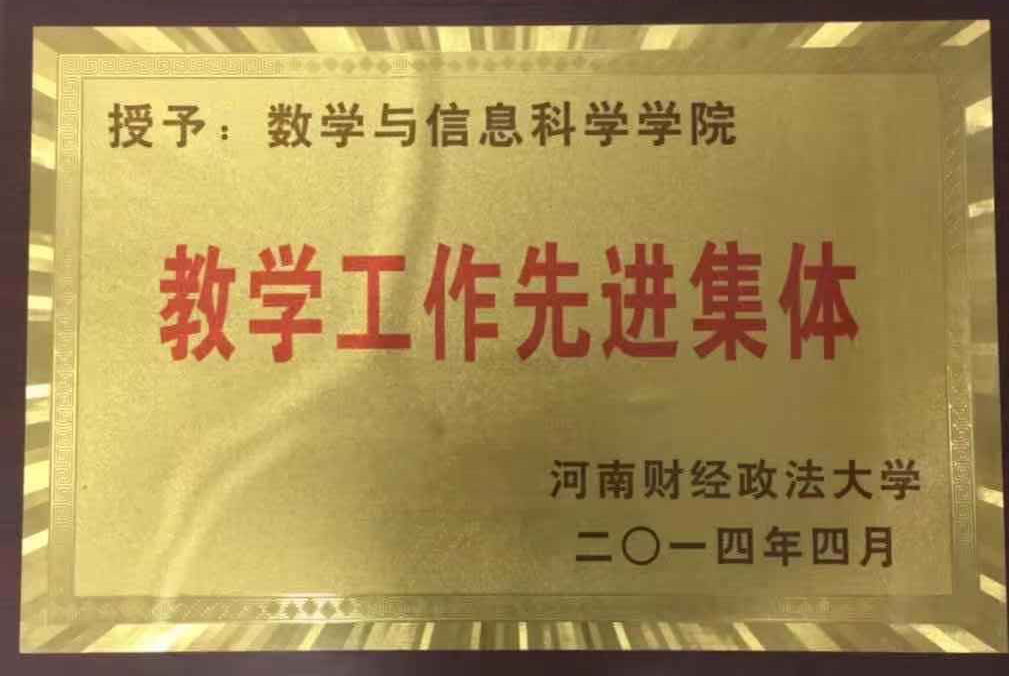 授予：数学与信息科学学院
教学工作先进集体
河南财经政法大学
二〇一四年四月